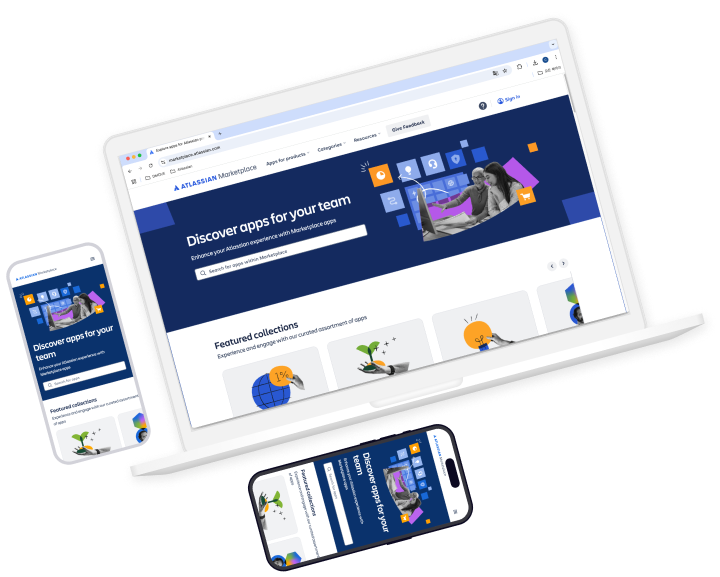 Explore apps for Atlassian pr
marketplace.atlassian.com
Atlassian
ATLASSIAN Marketplace
Apps for products
Categories
Resources
Give Feedback
Sign in
Discover apps for your team
Enhance your Atlassian experience with Marketplace apps
Search for apps within Marketplace
Featured collections
Experience and engage with our curated assortment of apps
1%
ATLASSIAN Marketplace
Discover apps for your
team
Enhance your Atlassian experience with
Marketplace apps
Search for apps
Featured collections
Experience and engage with our curated assortment
of apps
ATLASSIAN Marketplace
Discover apps for your
team
Enhance your Atlassian experience with
Marketplace apps
Featured collections
Experience and engage with our curated assortment
of apps